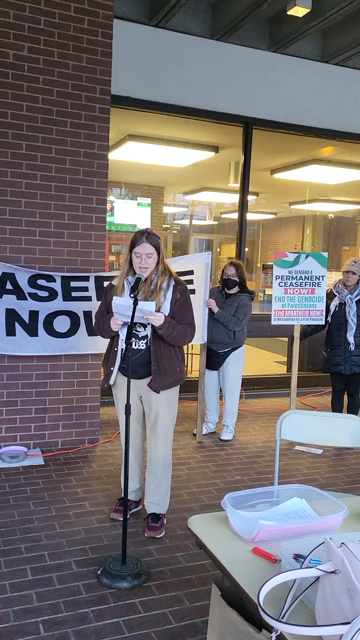 ASEF
NOW
WE DEMAND A
PERMANENT
CEASEFIRE
NOW!
END THE GENOCIDE
of Palestinians
End APARTHEID NOW!